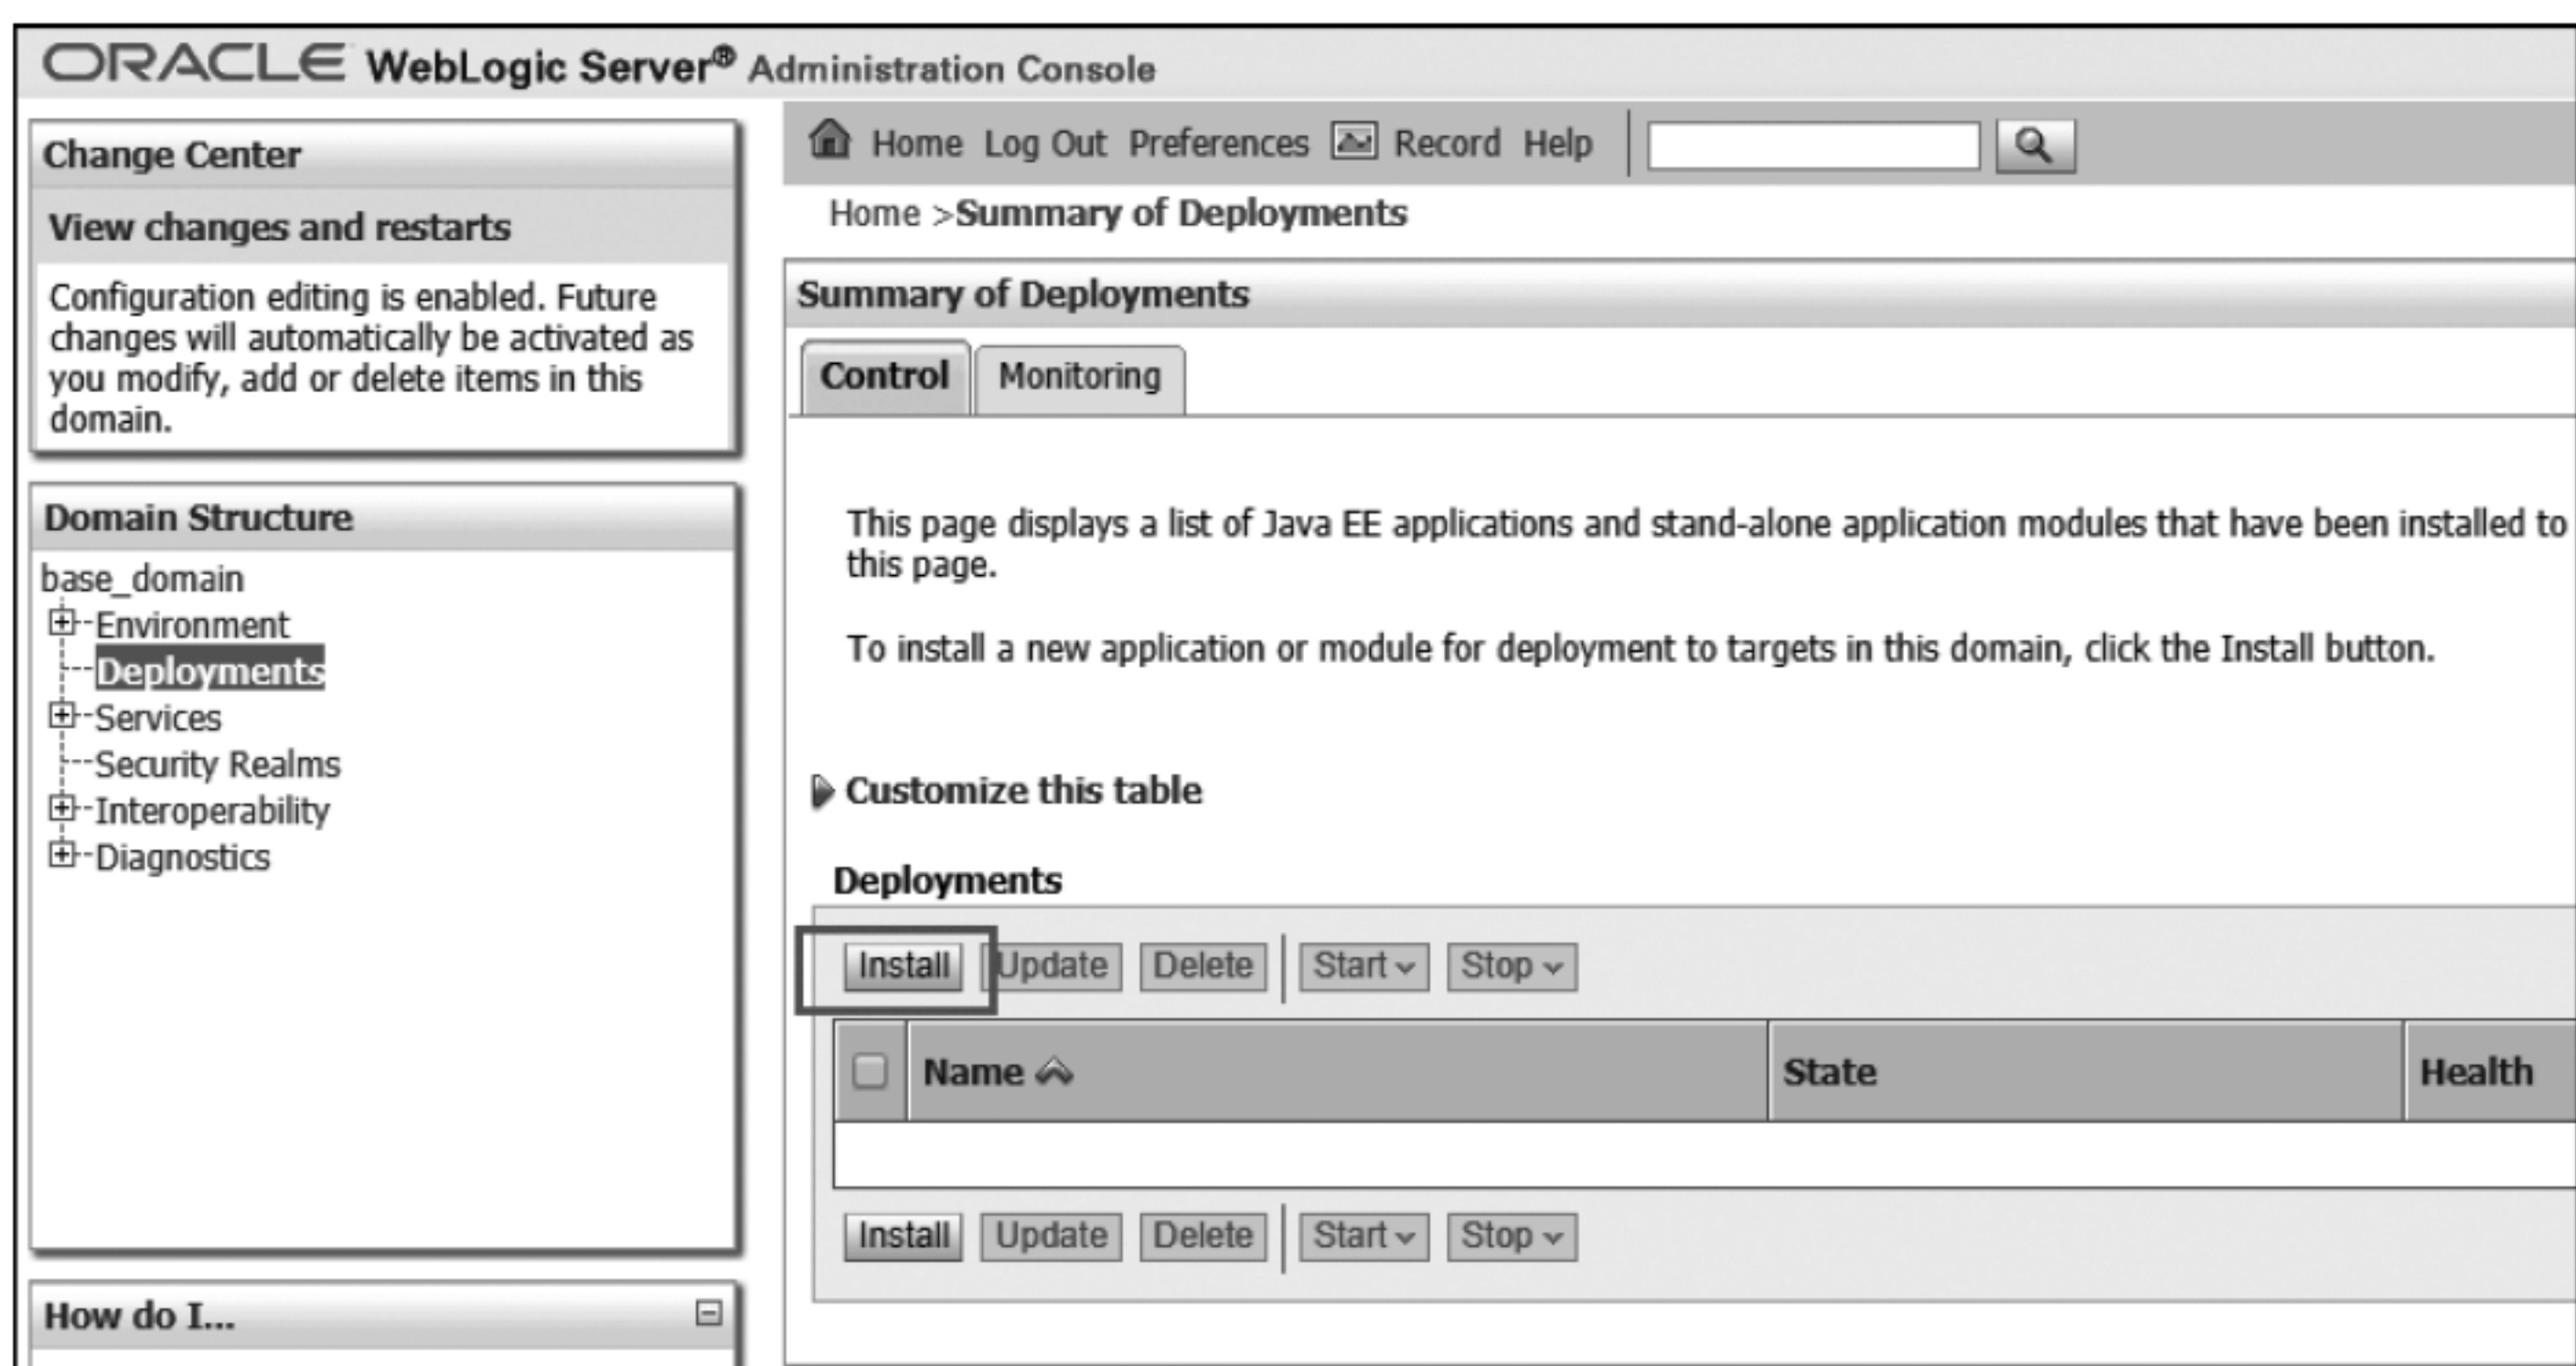 ORACLE WebLogic Server® Administration Console
Change Center
View changes and restarts
Configuration editing is enabled. Future
changes will automatically be activated as
you modify, add or delete items in this
domain.
Domain Structure
base_domain
Environment
Deployments
Services
Security Realms
Interoperability
Diagnostics
How do I...
Home Log Out Preferences Record Help
Home >Summary of Deployments
Summary of Deployments
Control Monitoring
This page displays a list of Java EE applications and stand-alone application modules that have been installed to
this page.
To install a new application or module for deployment to targets in this domain, click the Install button.
Customize this table
Deployments
Install Update Delete Start Stop
Name State Health
Install Update Delete Start Stop